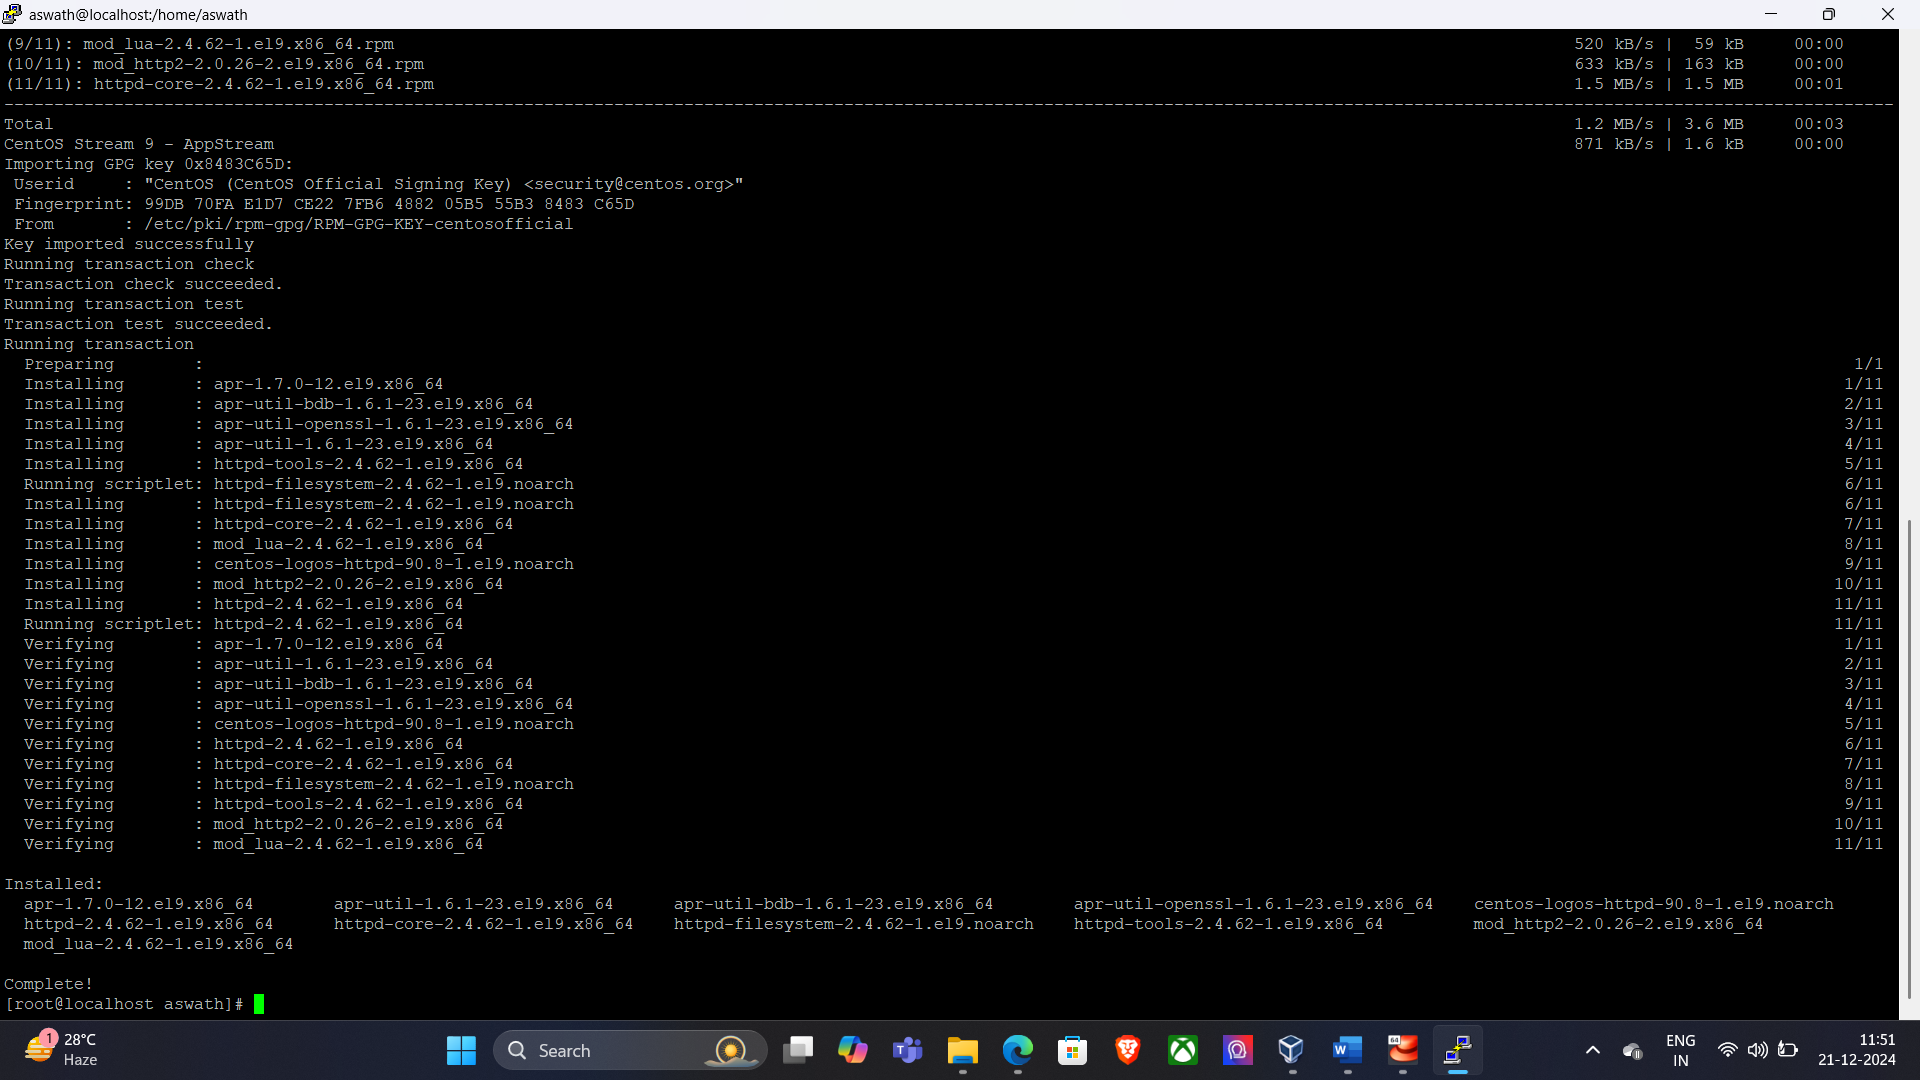 aswath@localhost:/home/aswath
(9/11): mod_lua-2.4.62-1.el9.x86_64.rpm 520 kB/s | 59 kB 00:00
(10/11): mod_http2-2.0.26-2.el9.x86_64.rpm 633 kB/s | 163 kB 00:00
(11/11): httpd-core-2.4.62-1.el9.x86_64.rpm 1.5 MB/s | 1.5 MB 00:01
--------------------------------------------------------------------------------
Total 1.2 MB/s | 3.6 MB 00:03
CentOS Stream 9 - AppStream 871 kB/s | 1.6 kB 00:00
Importing GPG key 0x8483C65D:
Userid : "CentOS (CentOS Official Signing Key) <security@centos.org>"
Fingerprint: 99DB 70FA E1D7 CE22 7FB6 4882 05B5 55B3 8483 C65D
From : /etc/pki/rpm-gpg/RPM-GPG-KEY-centosofficial
Key imported successfully
Running transaction check
Transaction check succeeded.
Running transaction test
Transaction test succeeded.
Running transaction
Preparing : 1/1
Installing : apr-1.7.0-12.el9.x86_64 1/11
Installing : apr-util-bdb-1.6.1-23.el9.x86_64 2/11
Installing : apr-util-openssl-1.6.1-23.el9.x86_64 3/11
Installing : apr-util-1.6.1-23.el9.x86_64 4/11
Installing : httpd-tools-2.4.62-1.el9.x86_64 5/11
Running scriptlet: httpd-filesystem-2.4.62-1.el9.noarch 6/11
Installing : httpd-filesystem-2.4.62-1.el9.noarch 6/11
Installing : httpd-core-2.4.62-1.el9.x86_64 7/11
Installing : mod_lua-2.4.62-1.el9.x86_64 8/11
Installing : centos-logos-httpd-90.8-1.el9.noarch 9/11
Installing : mod_http2-2.0.26-2.el9.x86_64 10/11
Installing : httpd-2.4.62-1.el9.x86_64 11/11
Running scriptlet: httpd-2.4.62-1.el9.x86_64 11/11
Verifying : apr-1.7.0-12.el9.x86_64 1/11
Verifying : apr-util-1.6.1-23.el9.x86_64 2/11
Verifying : apr-util-bdb-1.6.1-23.el9.x86_64 3/11
Verifying : apr-util-openssl-1.6.1-23.el9.x86_64 4/11
Verifying : centos-logos-httpd-90.8-1.el9.noarch 5/11
Verifying : httpd-2.4.62-1.el9.x86_64 6/11
Verifying : httpd-core-2.4.62-1.el9.x86_64 7/11
Verifying : httpd-filesystem-2.4.62-1.el9.noarch 8/11
Verifying : httpd-tools-2.4.62-1.el9.x86_64 9/11
Verifying : mod_http2-2.0.26-2.el9.x86_64 10/11
Verifying : mod_lua-2.4.62-1.el9.x86_64 11/11
Installed:
apr-1.7.0-12.el9.x86_64 apr-util-1.6.1-23.el9.x86_64 apr-util-bdb-1.6.1-23.el9.x86_64 apr-util-openssl-1.6.1-23.el9.x86_64 centos-logos-httpd-90.8-1.el9.noarch
httpd-2.4.62-1.el9.x86_64 httpd-core-2.4.62-1.el9.x86_64 httpd-filesystem-2.4.62-1.el9.noarch httpd-tools-2.4.62-1.el9.x86_64 mod_http2-2.0.26-2.el9.x86_64
mod_lua-2.4.62-1.el9.x86_64
Complete!
[root@localhost aswath]#
1
28°C
Haze
Search
64
ENG
IN
11:51
21-12-2024